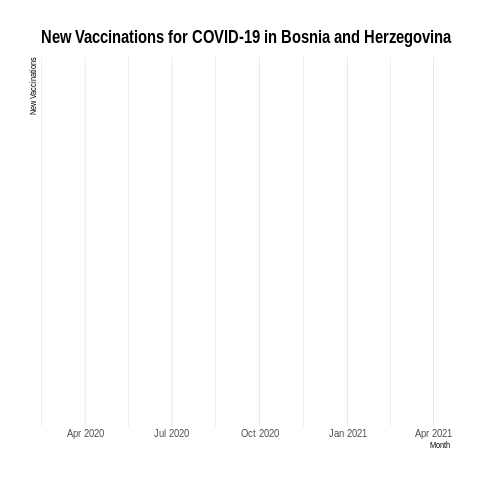 New Vaccinations for COVID-19 in Bosnia and Herzegovina
New Vaccinations
Apr 2020 Jul 2020 Oct 2020 Jan 2021 Apr 2021
Month